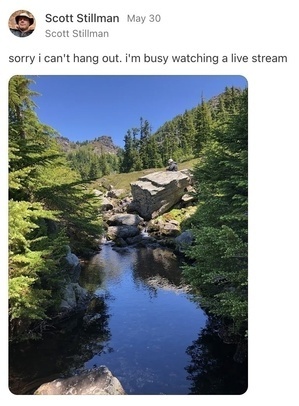 Scott Stillman May 30
Scott Stillman
sorry i can't hang out. i'm busy watching a live stream